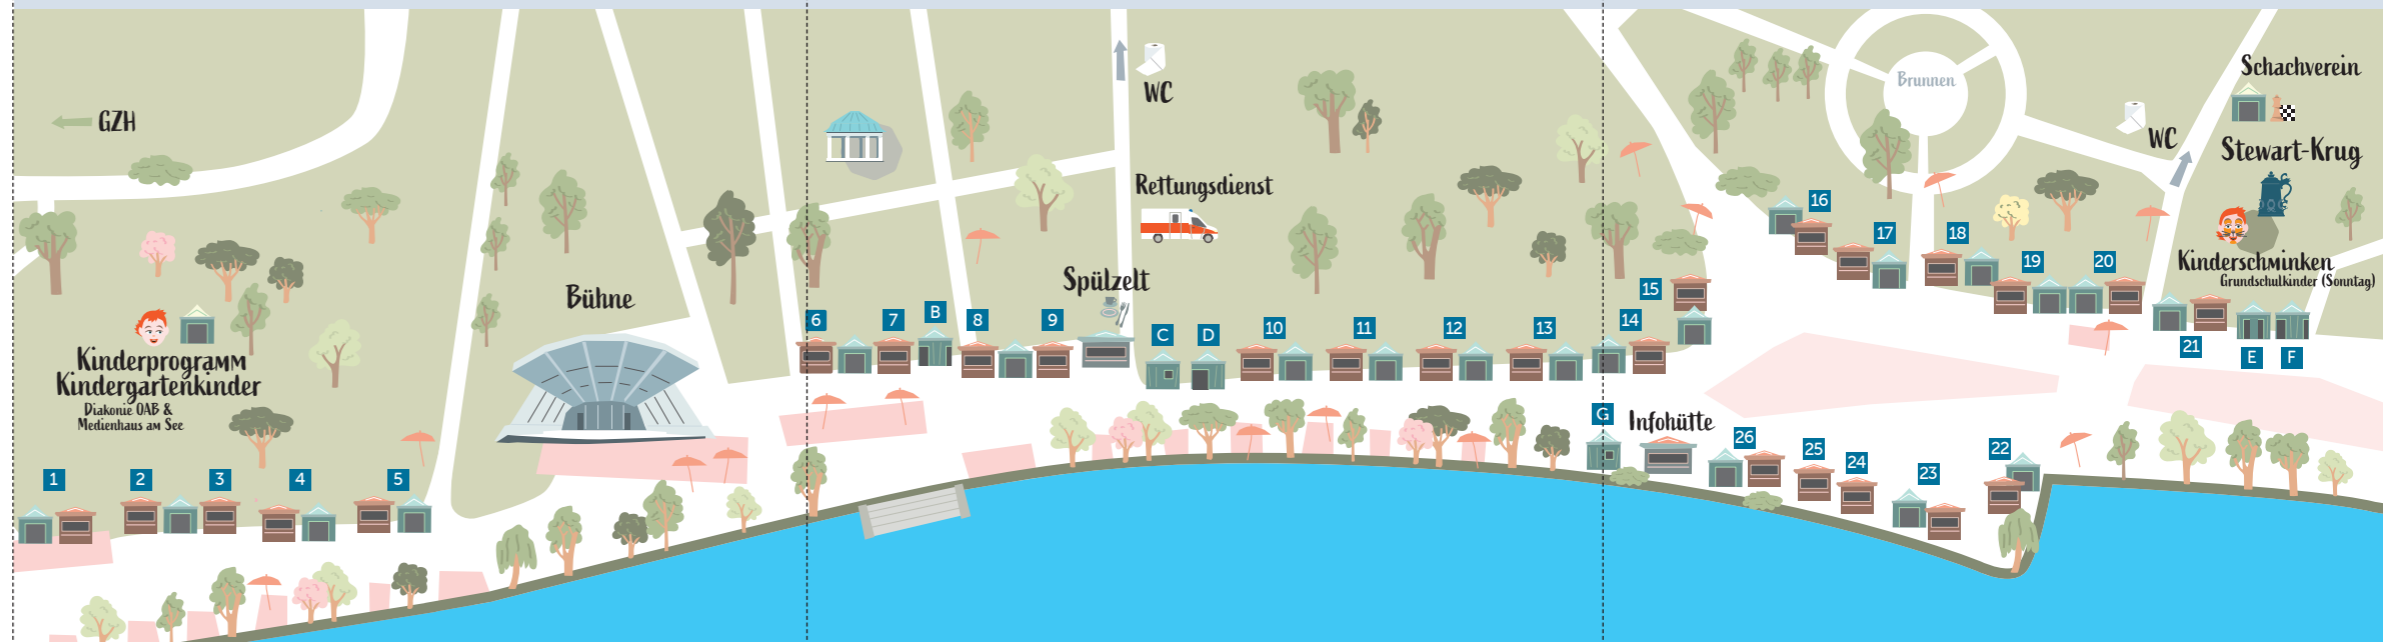 GZH
Kinderprogramm
Kindergartenkinder
Diakonie OAB &
Medienhaus am See
1
2
3
4
5
Bühne
6
7
B
8
9
Spülzelt
WC
Rettungsdienst
C
D
10
11
12
13
14
15
16
17
18
19
20
Brunnen
WC
Schachverein
Stewart-Krug
Kinderschminken
Grundschulkinder (Sonntag)
21
E
F
G
Infohütte
26
25
24
23
22